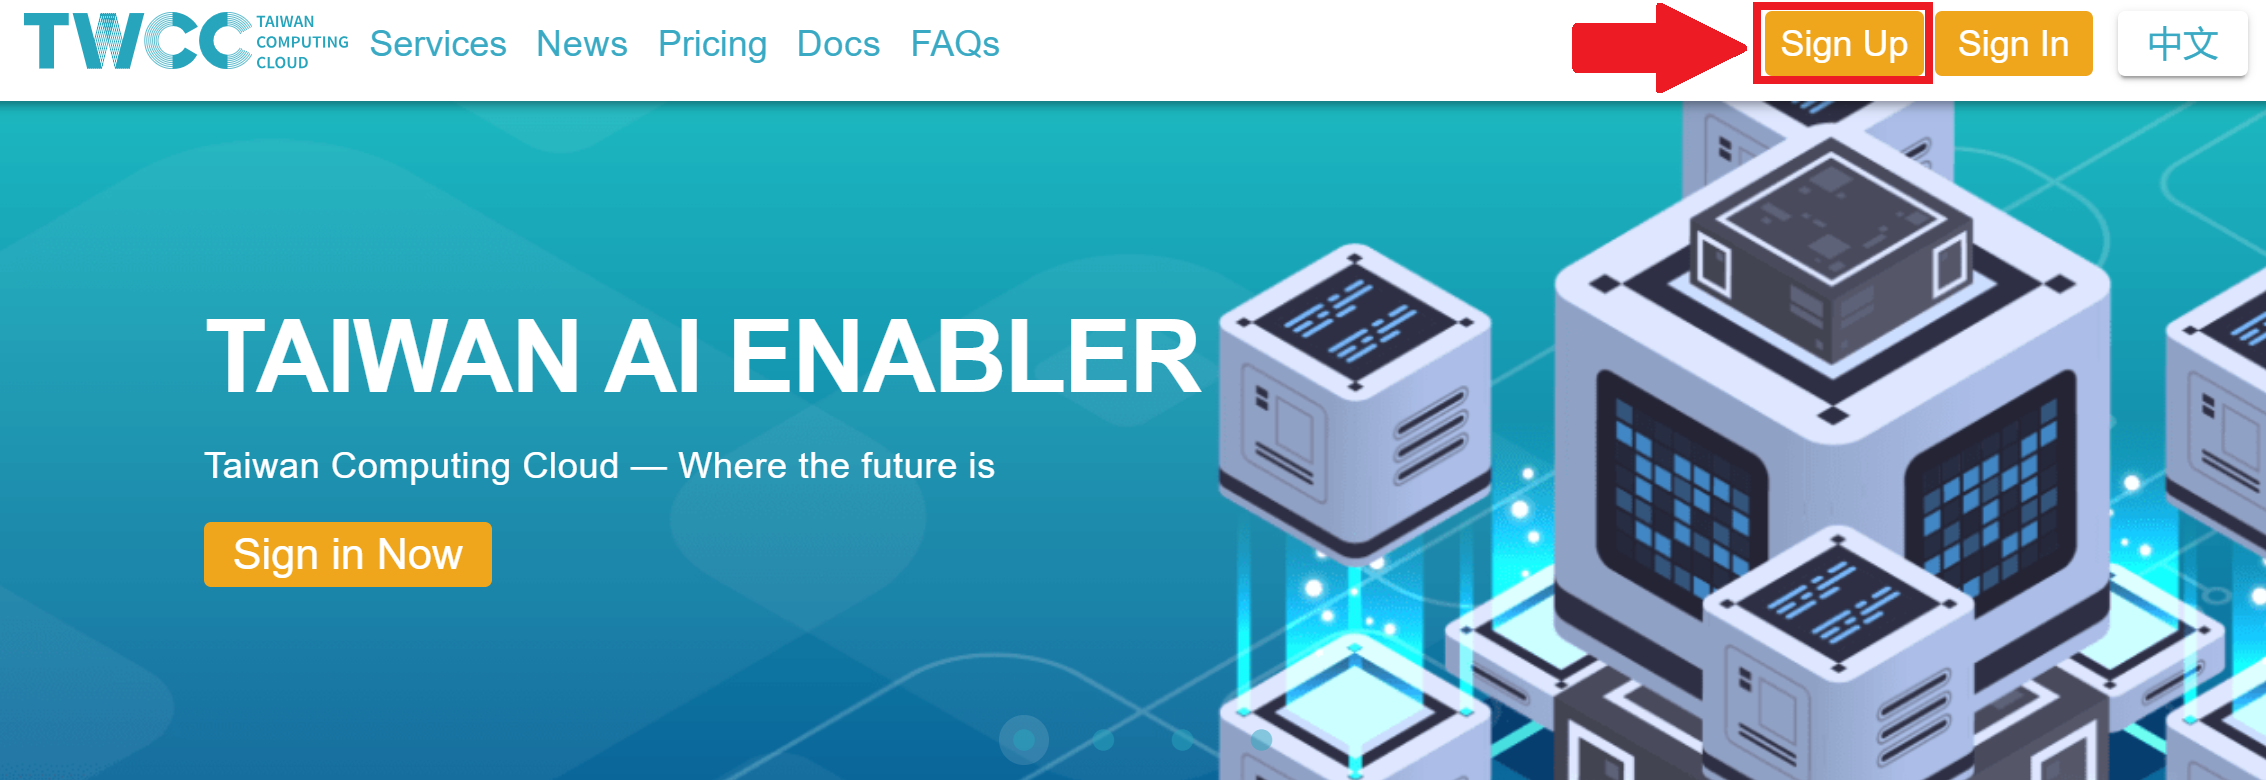 TWCC TAIWAN COMPUTING CLOUD Services News Pricing Docs FAQs Sign Up Sign In 中文
TAIWAN AI ENABLER
Taiwan Computing Cloud — Where the future is
Sign in Now